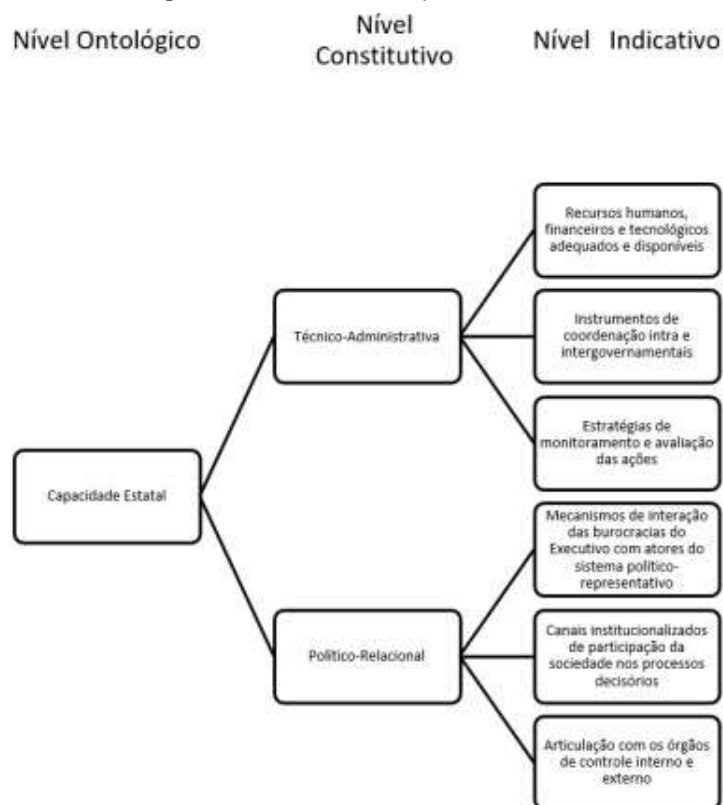 Nível Ontológico
Nível
Constitutivo
Nível Indicativo
Recursos humanos,
financeiros e tecnológicos
adequados e disponíveis
Técnico-Administrativa
Instrumentos de
coordenação intra e
intergovernamentais
Estratégias de
monitoramento e avaliação
das ações
Capacidade Estatal
Mecanismos de interação
das burocracias do
Executivo com atores do
sistema político-
representativo
Político-Relacional
Canais institucionalizados
de participação da
sociedade nos processos
decisórios
Articulação com os órgãos
de controle interno e
externo